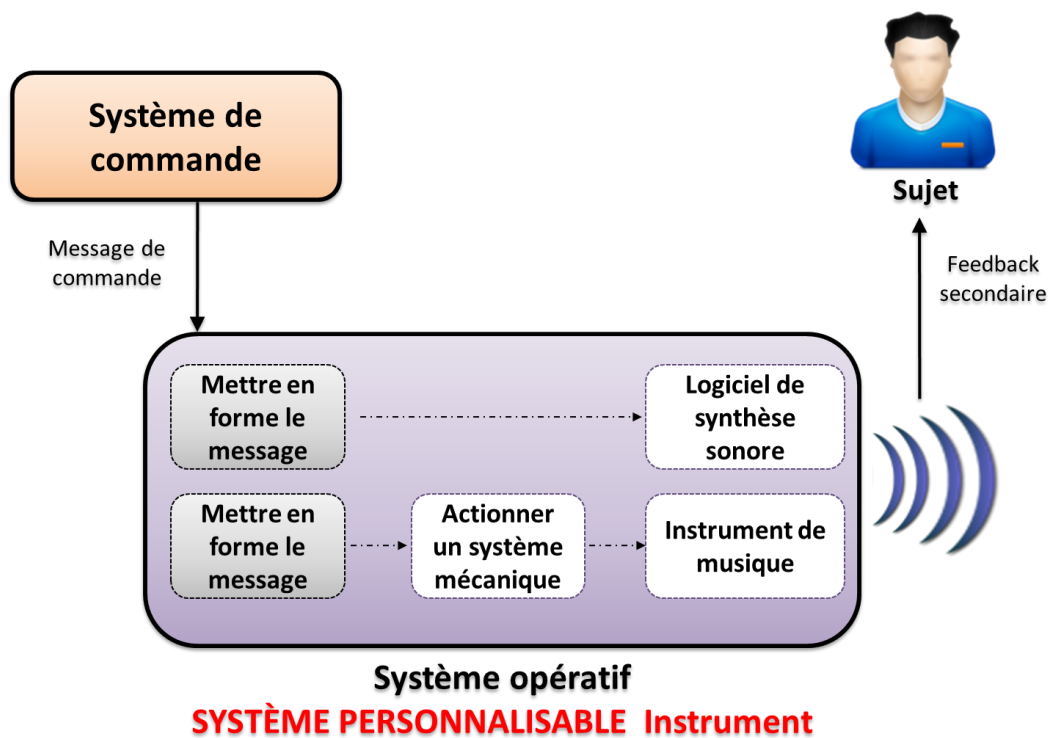 Système de
commande
Sujet
Message de
commande
Feedback
secondaire
Mettre en
forme le
message
Logiciel de
synthèse
sonore
Mettre en
forme le
message
Actionner
un système
mécanique
Instrument de
musique
Système opératif
SYSTÈME PERSONNALISABLE Instrument